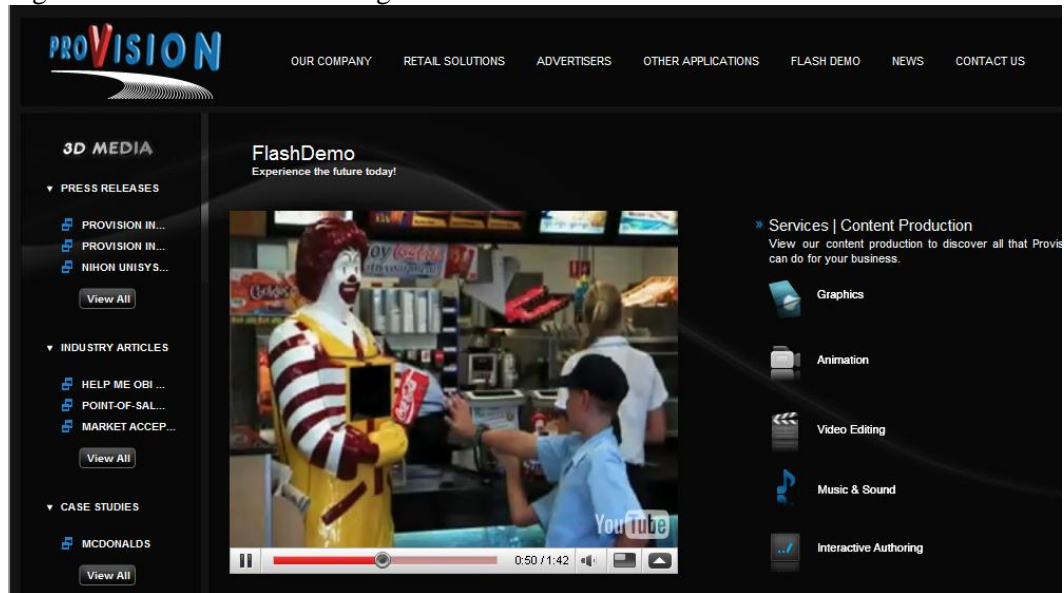 PROVISION
OUR COMPANY
RETAIL SOLUTIONS
ADVERTISERS
OTHER APPLICATIONS
FLASH DEMO
NEWS
CONTACT US
3D MEDIA
PRESS RELEASES
PROVISION IN...
PROVISION IN...
NIHON UNISYS...
View All
INDUSTRY ARTICLES
HELP ME OBI ...
POINT-OF-SAL...
MARKET ACCEP...
View All
CASE STUDIES
MCDONALDS
View All
FlashDemo
Experience the future today!
Coca-Cola
YouTube
0:50 / 1:42
» Services | Content Production
View our content production to discover all that Provis
can do for your business.
Graphics
Animation
Video Editing
Music & Sound
Interactive Authoring